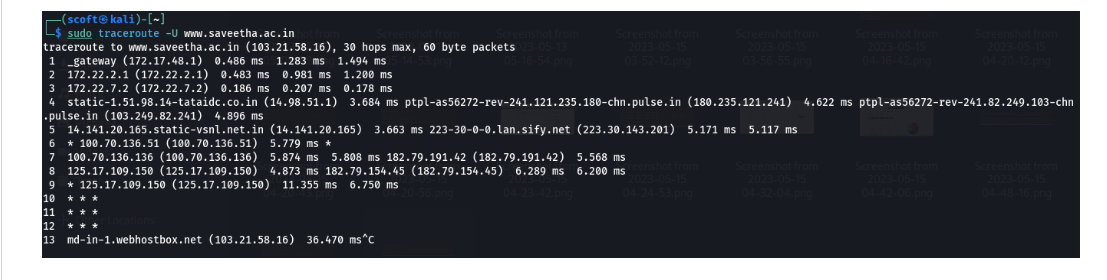 (scoft㉿kali)-[~]
$ sudo traceroute -U www.saveetha.ac.in
traceroute to www.saveetha.ac.in (103.21.58.16), 30 hops max, 60 byte packets
1 _gateway (172.17.48.1) 0.486 ms 1.283 ms 1.494 ms
2 172.22.2.1 (172.22.2.1) 0.483 ms 0.981 ms 1.200 ms
3 172.22.7.2 (172.22.7.2) 0.186 ms 0.207 ms 0.178 ms
4 static-1.51.98.14-tataidc.co.in (14.98.51.1) 3.684 ms ptpl-as56272-rev-241.121.235.180-chn.pulse.in (180.235.121.241) 4.622 ms ptpl-as56272-rev-241.82.249.103-chn
.pulse.in (103.249.82.241) 4.896 ms
5 14.141.20.165.static-vsnl.net.in (14.141.20.165) 3.663 ms 223-30-0-0.lan.sify.net (223.30.143.201) 5.171 ms 5.117 ms
6 * 100.70.136.51 (100.70.136.51) 5.779 ms *
7 100.70.136.136 (100.70.136.136) 5.874 ms 5.808 ms 182.79.191.42 (182.79.191.42) 5.568 ms
8 125.17.109.150 (125.17.109.150) 4.873 ms 182.79.154.45 (182.79.154.45) 6.289 ms 6.200 ms
9 * 125.17.109.150 (125.17.109.150) 11.355 ms 6.750 ms
10 * * *
11 * * *
12 * * *
13 md-in-1.webhostbox.net (103.21.58.16) 36.470 ms^C